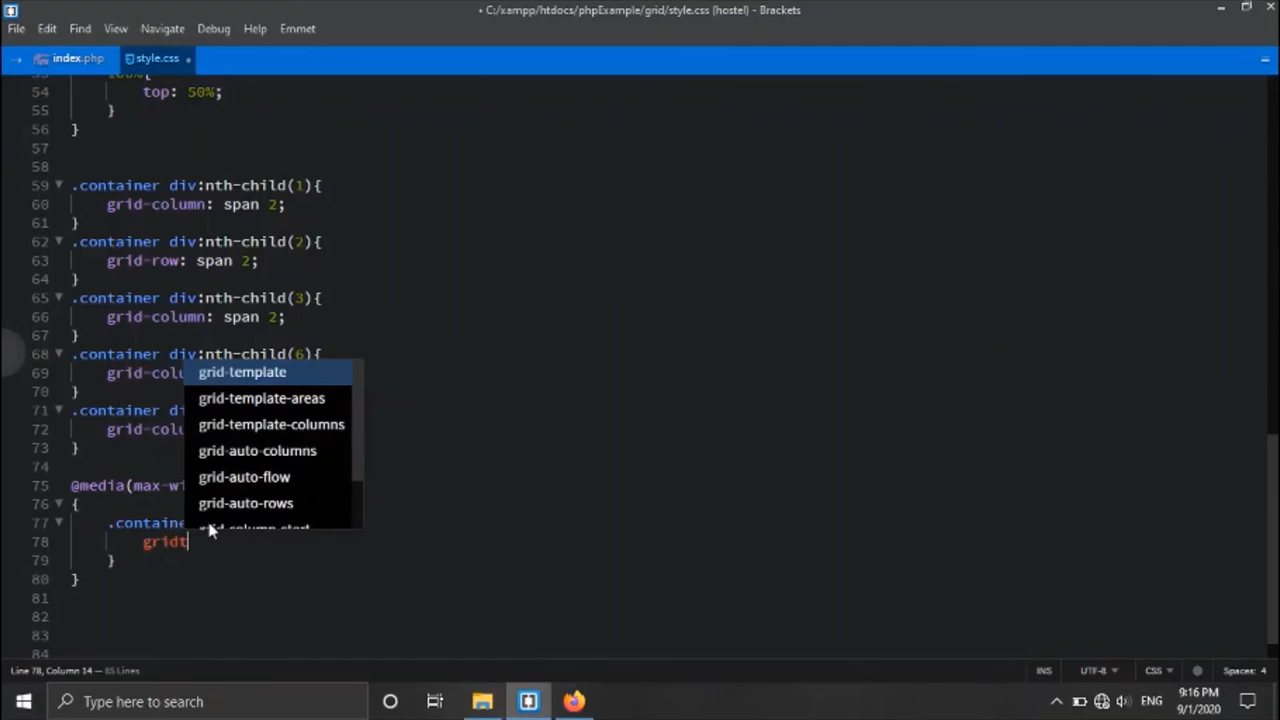 • C:/xampp/htdocs/phpExample/grid/style.css (hostel) - Brackets
File Edit Find View Navigate Debug Help Emmet
index.php style.css •
53 100%{
54 top: 50%;
55 }
56 }
57
58
59 .container div:nth-child(1){
60 grid-column: span 2;
61 }
62 .container div:nth-child(2){
63 grid-row: span 2;
64 }
65 .container div:nth-child(3){
66 grid-column: span 2;
67 }
68 .container div:nth-child(6){
69 grid-colu
70 }
71 .container di
72 grid-colu
73 }
74
75 @media(max-wi
76 {
77 .containe
78 gridt
79 }
80 }
81
82
83
84
grid-template
grid-template-areas
grid-template-columns
grid-auto-columns
grid-auto-flow
grid-auto-rows
grid-column-start
Line 78, Column 14 — 85 Lines
INS UTF-8 CSS Spaces: 4
Type here to search
ENG
9:16 PM
9/1/2020